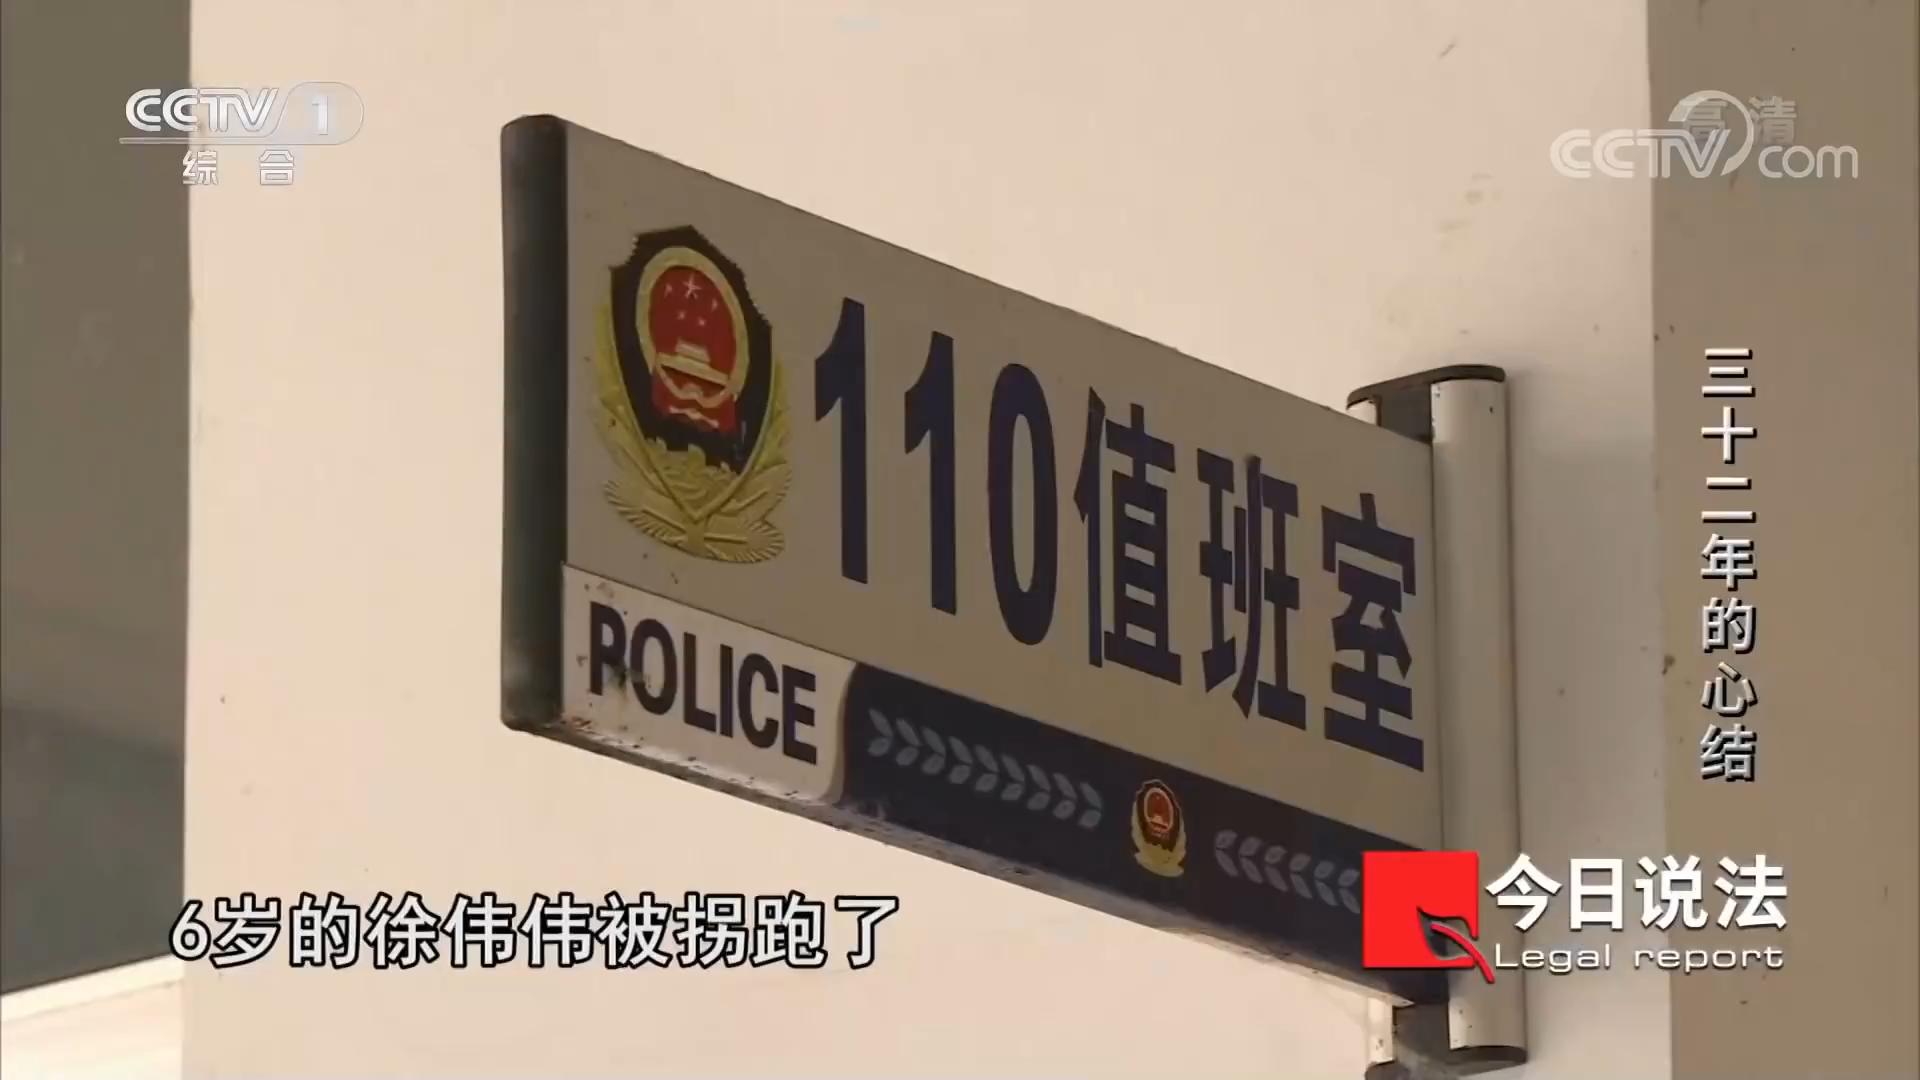 CCTV 1
综合
高清
CCTV com
110值班室
POLICE
三十二年的心结
6岁的徐伟伟被拐跑了
今日说法
Legal report